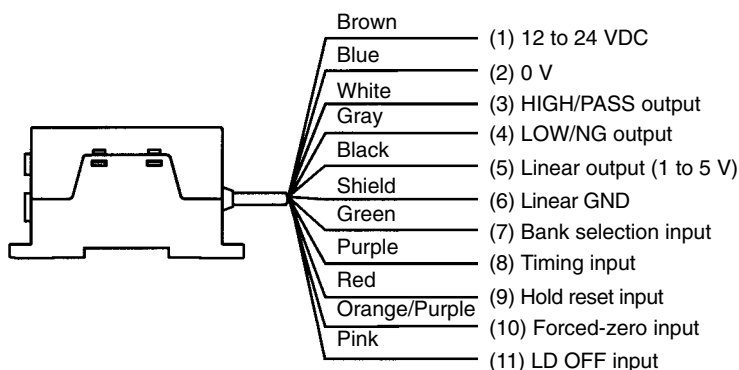 Brown
(1) 12 to 24 VDC
Blue
(2) 0 V
White
(3) HIGH/PASS output
Gray
(4) LOW/NG output
Black
(5) Linear output (1 to 5 V)
Shield
(6) Linear GND
Green
(7) Bank selection input
Purple
(8) Timing input
Red
(9) Hold reset input
Orange/Purple
(10) Forced-zero input
Pink
(11) LD OFF input